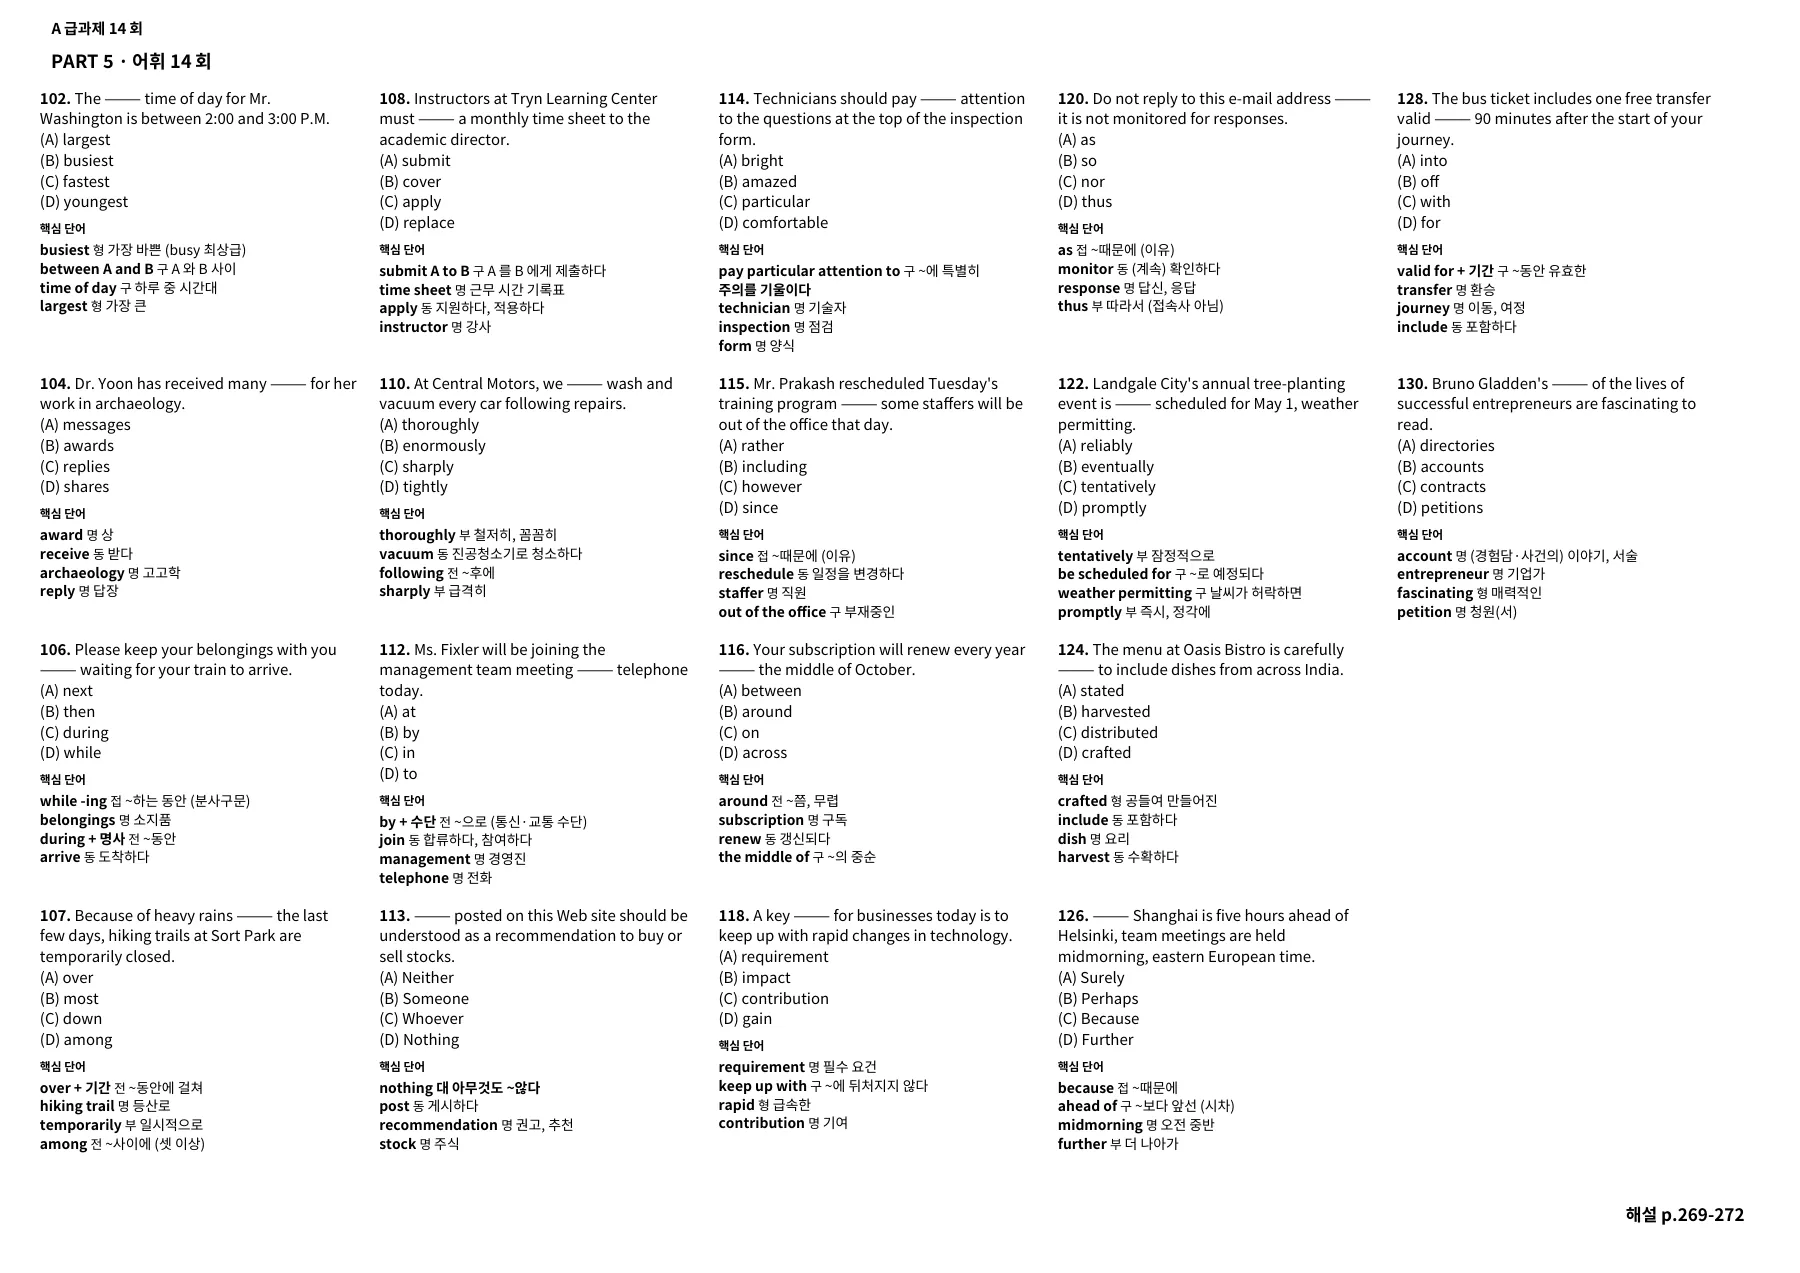 A급과제 14회
PART 5 · 어휘 14회
102. The ―― time of day for Mr.
Washington is between 2:00 and 3:00 P.M.
(A) largest
(B) busiest
(C) fastest
(D) youngest
핵심 단어
busiest 형 가장 바쁜 (busy 최상급)
between A and B 구 A 와 B 사이
time of day 구 하루 중 시간대
largest 형 가장 큰
104. Dr. Yoon has received many ―― for her
work in archaeology.
(A) messages
(B) awards
(C) replies
(D) shares
핵심 단어
award 명 상
receive 동 받다
archaeology 명 고고학
reply 명 답장
106. Please keep your belongings with you
―― waiting for your train to arrive.
(A) next
(B) then
(C) during
(D) while
핵심 단어
while -ing 접 ~하는 동안 (분사구문)
belongings 명 소지품
during + 명사 전 ~동안
arrive 동 도착하다
107. Because of heavy rains ―― the last
few days, hiking trails at Sort Park are
temporarily closed.
(A) over
(B) most
(C) down
(D) among
핵심 단어
over + 기간 전 ~동안에 걸쳐
hiking trail 명 등산로
temporarily 부 일시적으로
among 전 ~사이에 (셋 이상)
108. Instructors at Tryn Learning Center
must ―― a monthly time sheet to the
academic director.
(A) submit
(B) cover
(C) apply
(D) replace
핵심 단어
submit A to B 구 A 를 B 에게 제출하다
time sheet 명 근무 시간 기록표
apply 동 지원하다, 적용하다
instructor 명 강사
110. At Central Motors, we ―― wash and
vacuum every car following repairs.
(A) thoroughly
(B) enormously
(C) sharply
(D) tightly
핵심 단어
thoroughly 부 철저히, 꼼꼼히
vacuum 동 진공청소기로 청소하다
following 전 ~후에
sharply 부 급격히
112. Ms. Fixler will be joining the
management team meeting ―― telephone
today.
(A) at
(B) by
(C) in
(D) to
핵심 단어
by + 수단 전 ~으로 (통신·교통 수단)
join 동 합류하다, 참여하다
management 명 경영진
telephone 명 전화
113. ―― posted on this Web site should be
understood as a recommendation to buy or
sell stocks.
(A) Neither
(B) Someone
(C) Whoever
(D) Nothing
핵심 단어
nothing 대 아무것도 ~않다
post 동 게시하다
recommendation 명 권고, 추천
stock 명 주식
114. Technicians should pay ―― attention
to the questions at the top of the inspection
form.
(A) bright
(B) amazed
(C) particular
(D) comfortable
핵심 단어
pay particular attention to 구 ~에 특별히
주의를 기울이다
technician 명 기술자
inspection 명 점검
form 명 양식
115. Mr. Prakash rescheduled Tuesday's
training program ―― some staffers will be
out of the office that day.
(A) rather
(B) including
(C) however
(D) since
핵심 단어
since 접 ~때문에 (이유)
reschedule 동 일정을 변경하다
staffer 명 직원
out of the office 구 부재중인
116. Your subscription will renew every year
―― the middle of October.
(A) between
(B) around
(C) on
(D) across
핵심 단어
around 전 ~쯤, 무렵
subscription 명 구독
renew 동 갱신되다
the middle of 구 ~의 중순
118. A key ―― for businesses today is to
keep up with rapid changes in technology.
(A) requirement
(B) impact
(C) contribution
(D) gain
핵심 단어
requirement 명 필수 요건
keep up with 구 ~에 뒤처지지 않다
rapid 형 급속한
contribution 명 기여
120. Do not reply to this e-mail address ――
it is not monitored for responses.
(A) as
(B) so
(C) nor
(D) thus
핵심 단어
as 접 ~때문에 (이유)
monitor 동 (계속) 확인하다
response 명 답신, 응답
thus 부 따라서 (접속사 아님)
122. Landgale City's annual tree-planting
event is ―― scheduled for May 1, weather
permitting.
(A) reliably
(B) eventually
(C) tentatively
(D) promptly
핵심 단어
tentatively 부 잠정적으로
be scheduled for 구 ~로 예정되다
weather permitting 구 날씨가 허락하면
promptly 부 즉시, 정각에
124. The menu at Oasis Bistro is carefully
―― to include dishes from across India.
(A) stated
(B) harvested
(C) distributed
(D) crafted
핵심 단어
crafted 형 공들여 만들어진
include 동 포함하다
dish 명 요리
harvest 동 수확하다
126. ―― Shanghai is five hours ahead of
Helsinki, team meetings are held
midmorning, eastern European time.
(A) Surely
(B) Perhaps
(C) Because
(D) Further
핵심 단어
because 접 ~때문에
ahead of 구 ~보다 앞선 (시차)
midmorning 명 오전 중반
further 부 더 나아가
128. The bus ticket includes one free transfer
valid ―― 90 minutes after the start of your
journey.
(A) into
(B) off
(C) with
(D) for
핵심 단어
valid for + 기간 구 ~동안 유효한
transfer 명 환승
journey 명 이동, 여정
include 동 포함하다
130. Bruno Gladden's ―― of the lives of
successful entrepreneurs are fascinating to
read.
(A) directories
(B) accounts
(C) contracts
(D) petitions
핵심 단어
account 명 (경험담·사건의) 이야기, 서술
entrepreneur 명 기업가
fascinating 형 매력적인
petition 명 청원(서)
해설 p.269-272